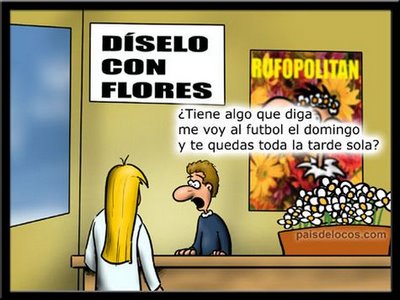 DÍSELO
CON
FLORES
ROFOPOLITAN
¿Tiene algo que diga
me voy al futbol el domingo
y te quedas toda la tarde sola?
paisdelocos.com